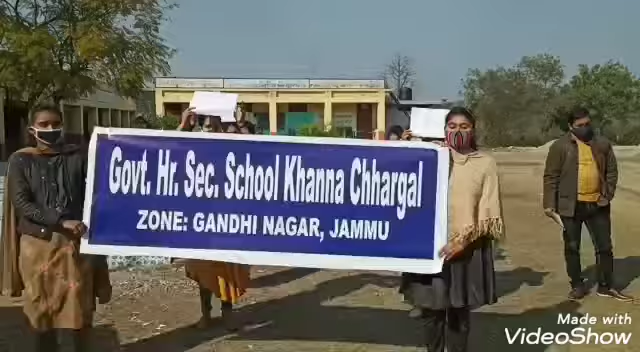 Govt. Hr. Sec. School Khanna Chhargal
ZONE: GANDHI NAGAR, JAMMU
Made with
VideoShow